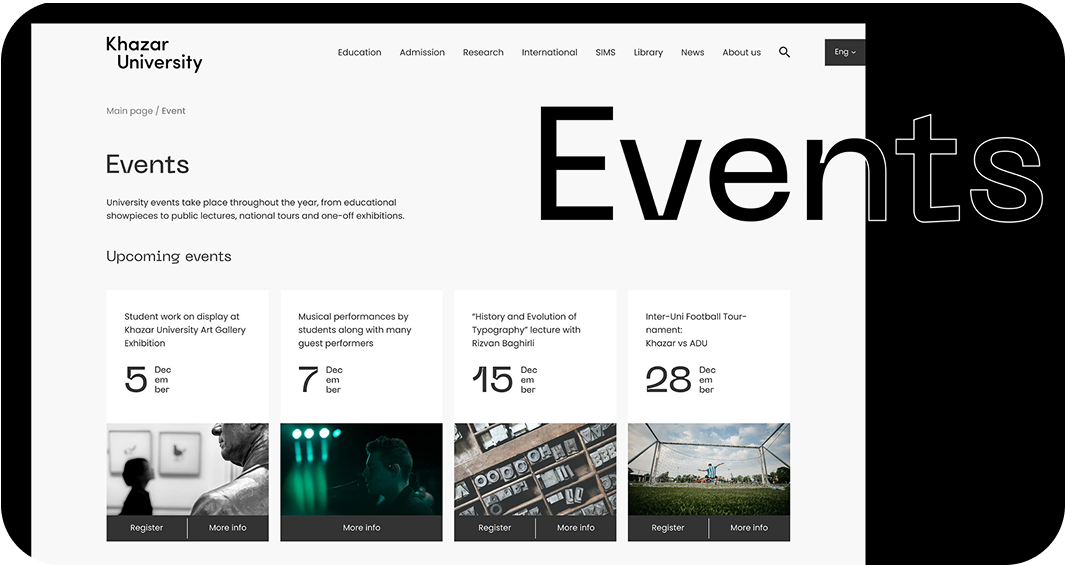 Khazar
University
Education Admission Research International SIMS Library News About us
Eng
Main page / Event
Events
Events
University events take place throughout the year, from educational
showpieces to public lectures, national tours and one-off exhibitions.
Upcoming events
Student work on display at
Khazar University Art Gallery
Exhibition
5 Dec
em
ber
Register More info
Musical performances by
students along with many
guest performers
7 Dec
em
ber
More info
“History and Evolution of
Typography” lecture with
Rizvan Baghirli
15 Dec
em
ber
Register More info
Inter-Uni Football Tour-
nament:
Khazar vs ADU
28 Dec
em
ber
Register More info